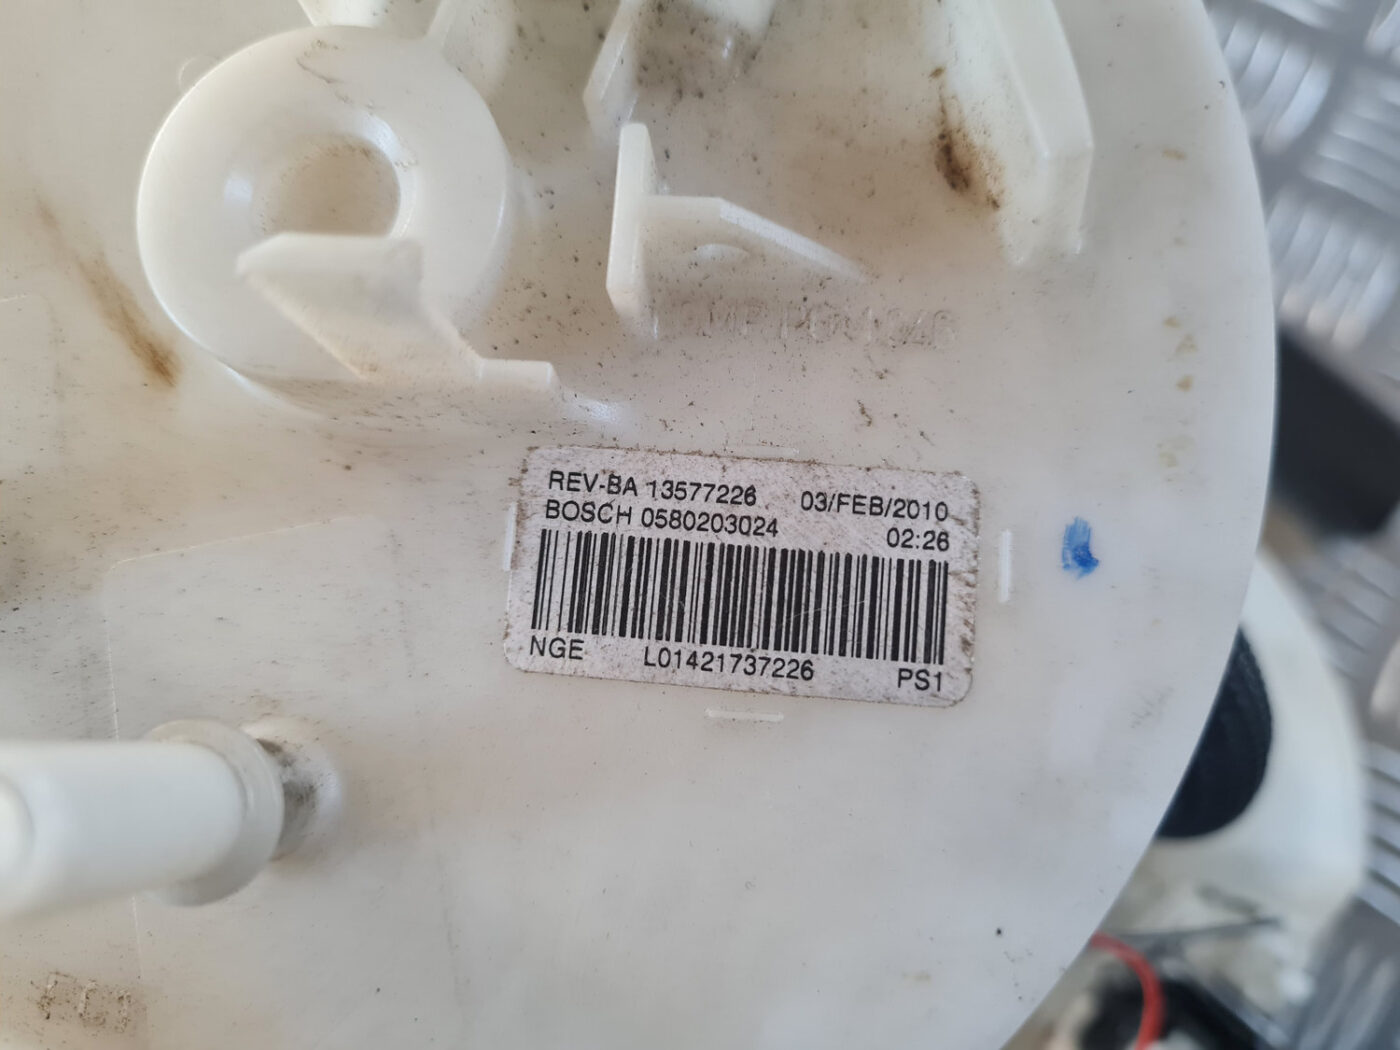 REV-BA 13577226 03/FEB/2010
BOSCH 0580203024 02:26
NGE L01421737226 PS1